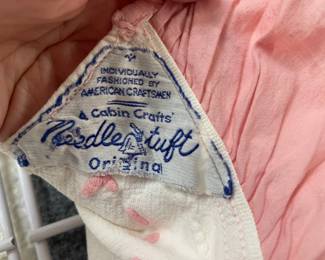 INDIVIDUALLY
FASHIONED BY
AMERICAN CRAFTSMEN
A Cabin Crafts'
Needletuft
Original